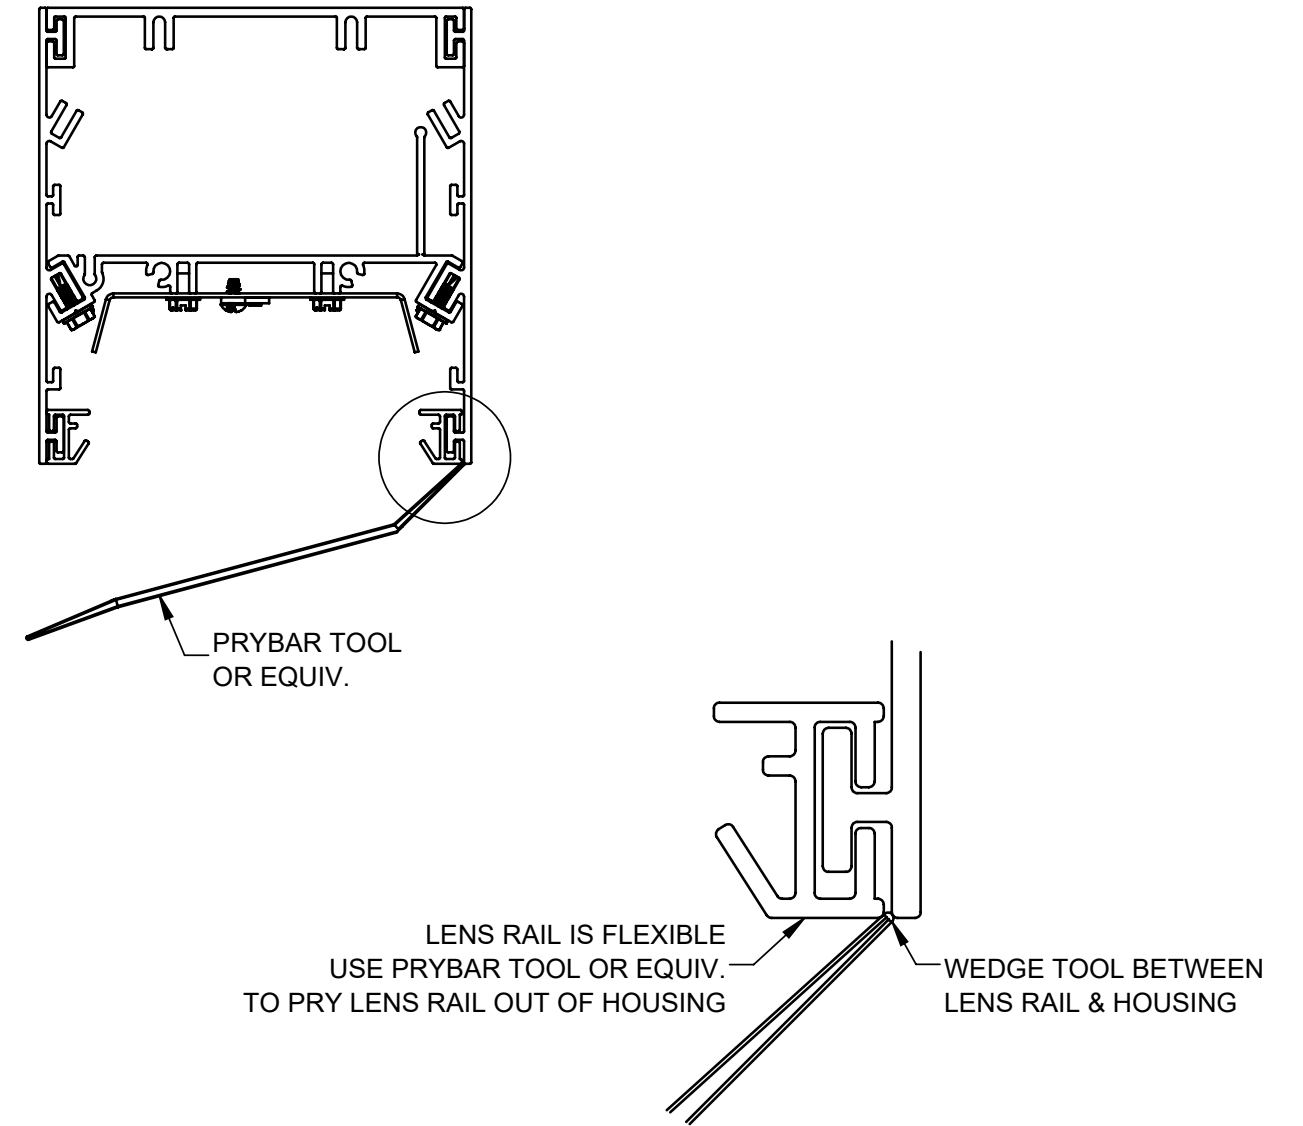 PRYBAR TOOL
OR EQUIV.
LENS RAIL IS FLEXIBLE
USE PRYBAR TOOL OR EQUIV.
TO PRY LENS RAIL OUT OF HOUSING
WEDGE TOOL BETWEEN
LENS RAIL & HOUSING